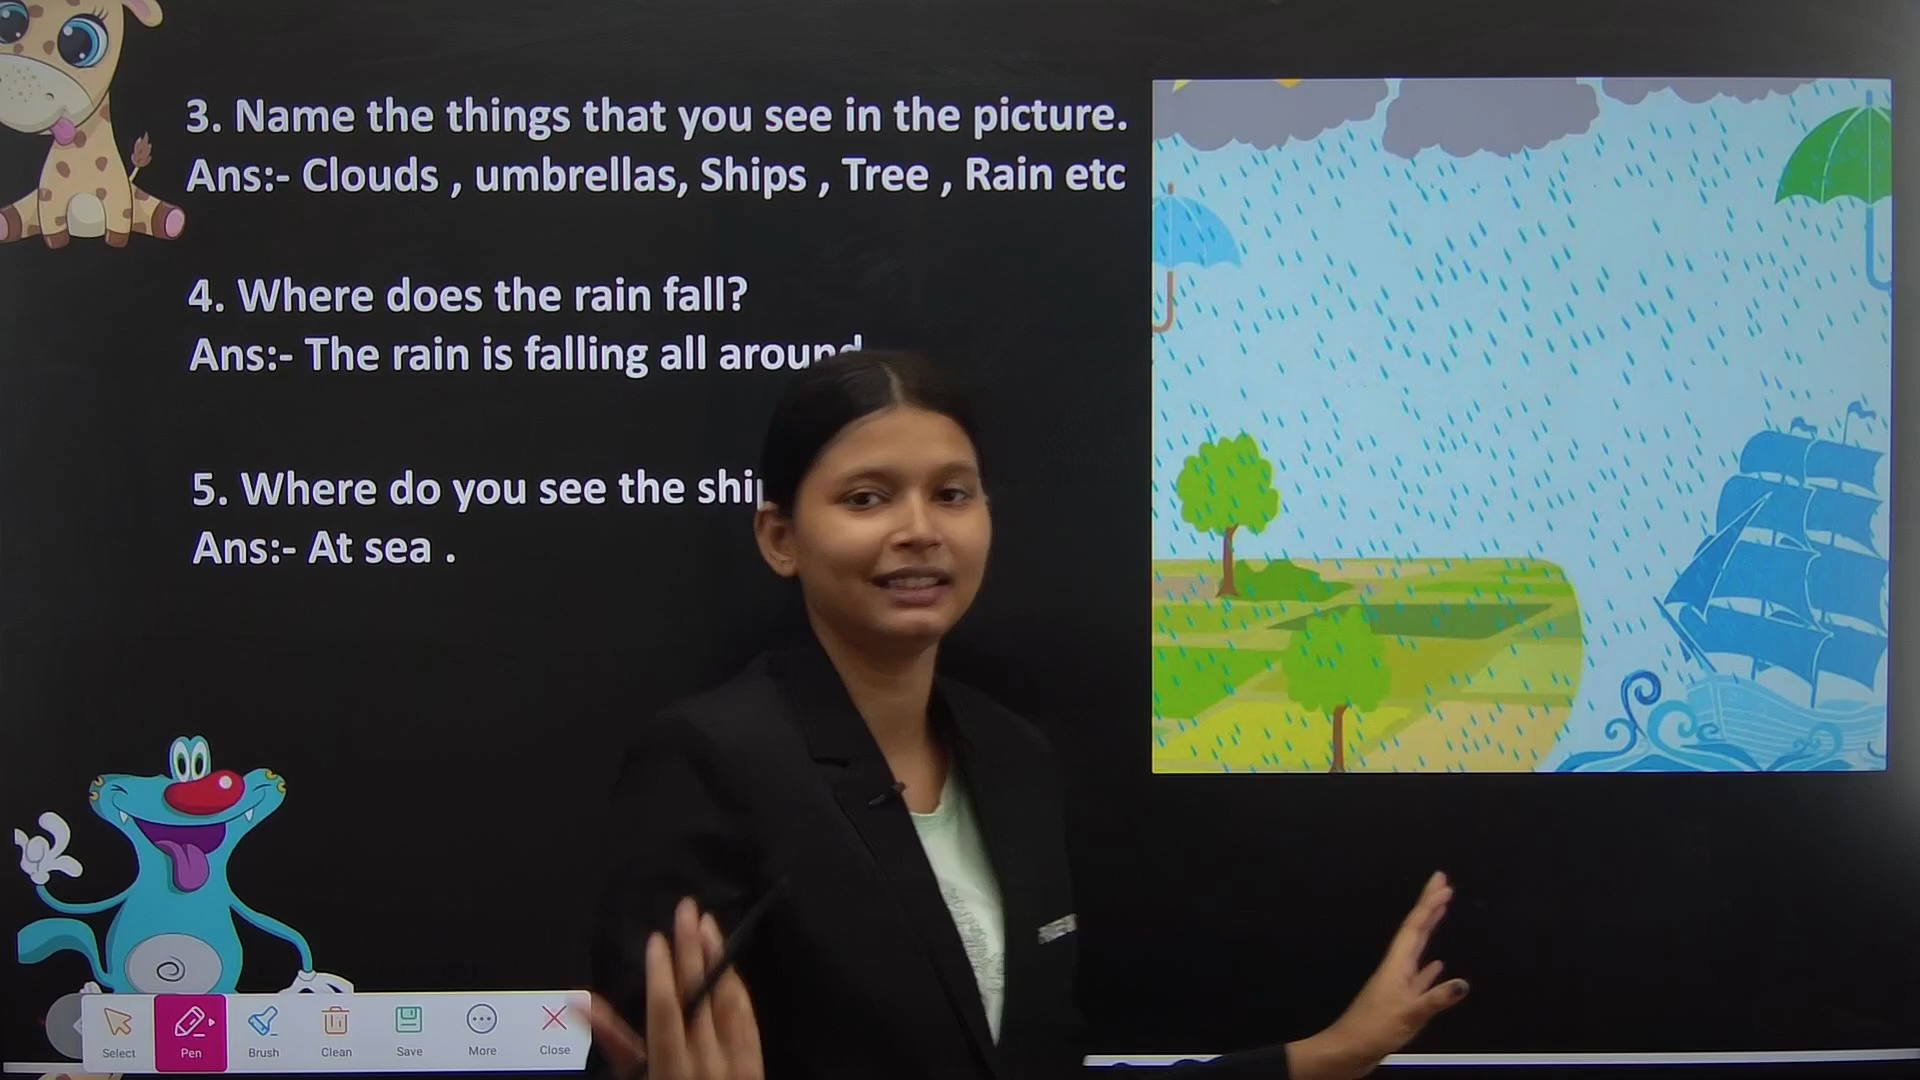 3. Name the things that you see in the picture.
Ans:- Clouds , umbrellas, Ships , Tree , Rain etc
4. Where does the rain fall?
Ans:- The rain is falling all around
5. Where do you see the
Ans:- At sea .
Select Pen Brush Clean Save More Close